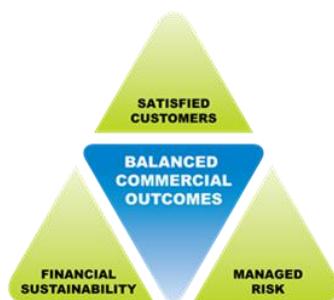 SATISFIED
CUSTOMERS
BALANCED
COMMERCIAL
OUTCOMES
FINANCIAL
SUSTAINABILITY
MANAGED
RISK